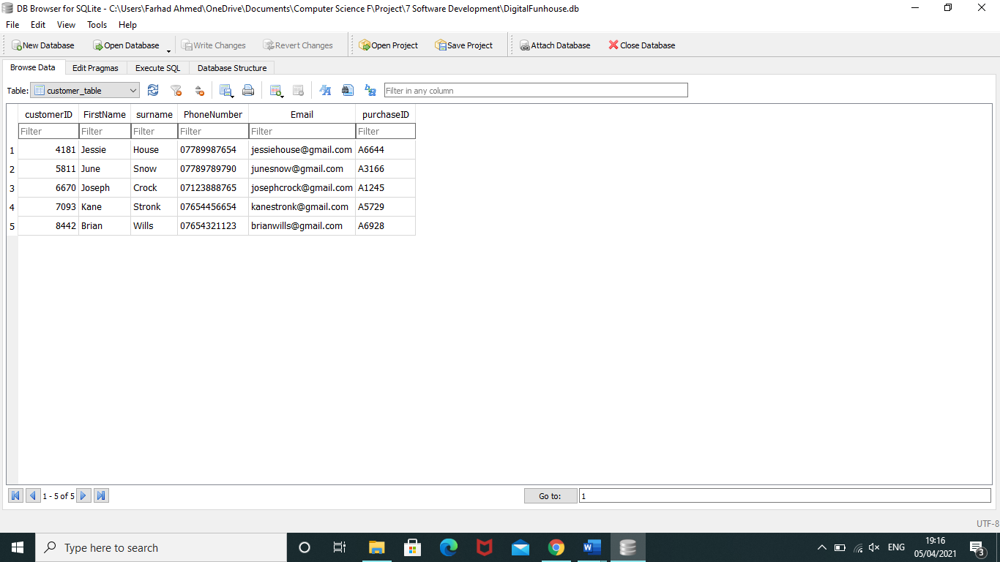 DB Browser for SQLite - C:\Users\Farhad Ahmed\OneDrive\Documents\Computer Science F\Project\7 Software Development\DigitalFunhouse.db
File Edit View Tools Help
New Database Open Database Write Changes Revert Changes Open Project Save Project Attach Database Close Database
Browse Data Edit Pragmas Execute SQL Database Structure
Table: customer_table Filter in any column
customerID FirstName surname PhoneNumber Email purchaseID
Filter Filter Filter Filter Filter Filter
1 4181 Jessie House 07789987654 jessiehouse@gmail.com A6644
2 5811 June Snow 07789789790 junesnow@gmail.com A3166
3 6670 Joseph Crock 07123888765 josephcrock@gmail.com A1245
4 7093 Kane Stronk 07654456654 kanestronk@gmail.com A5729
5 8442 Brian Wills 07654321123 brianwills@gmail.com A6928
1 - 5 of 5 Go to: 1
UTF-8
Type here to search ENG 19:16
05/04/2021 3